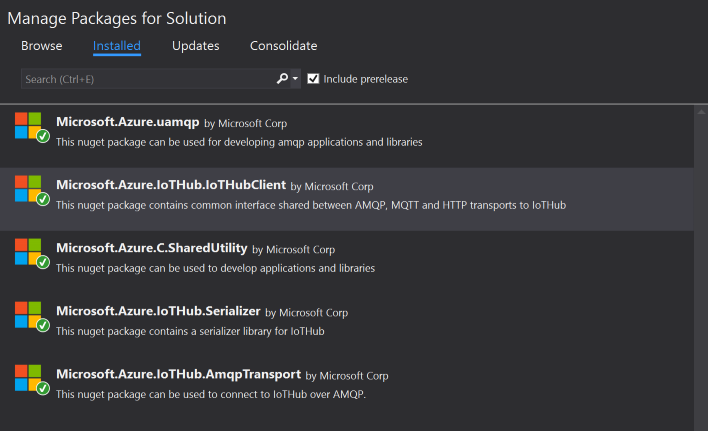 Manage Packages for Solution
Browse Installed Updates Consolidate
Search (Ctrl+E) Include prerelease
Microsoft.Azure.uamqp by Microsoft Corp
This nuget package can be used for developing amqp applications and libraries
Microsoft.Azure.IoTHub.IoTHubClient by Microsoft Corp
This nuget package contains common interface shared between AMQP, MQTT and HTTP transports to IoTHub
Microsoft.Azure.C.SharedUtility by Microsoft Corp
This nuget package can be used to develop applications and libraries
Microsoft.Azure.IoTHub.Serializer by Microsoft Corp
This nuget package contains a serializer library for IoTHub
Microsoft.Azure.IoTHub.AmqpTransport by Microsoft Corp
This nuget package can be used to connect to IoTHub over AMQP.